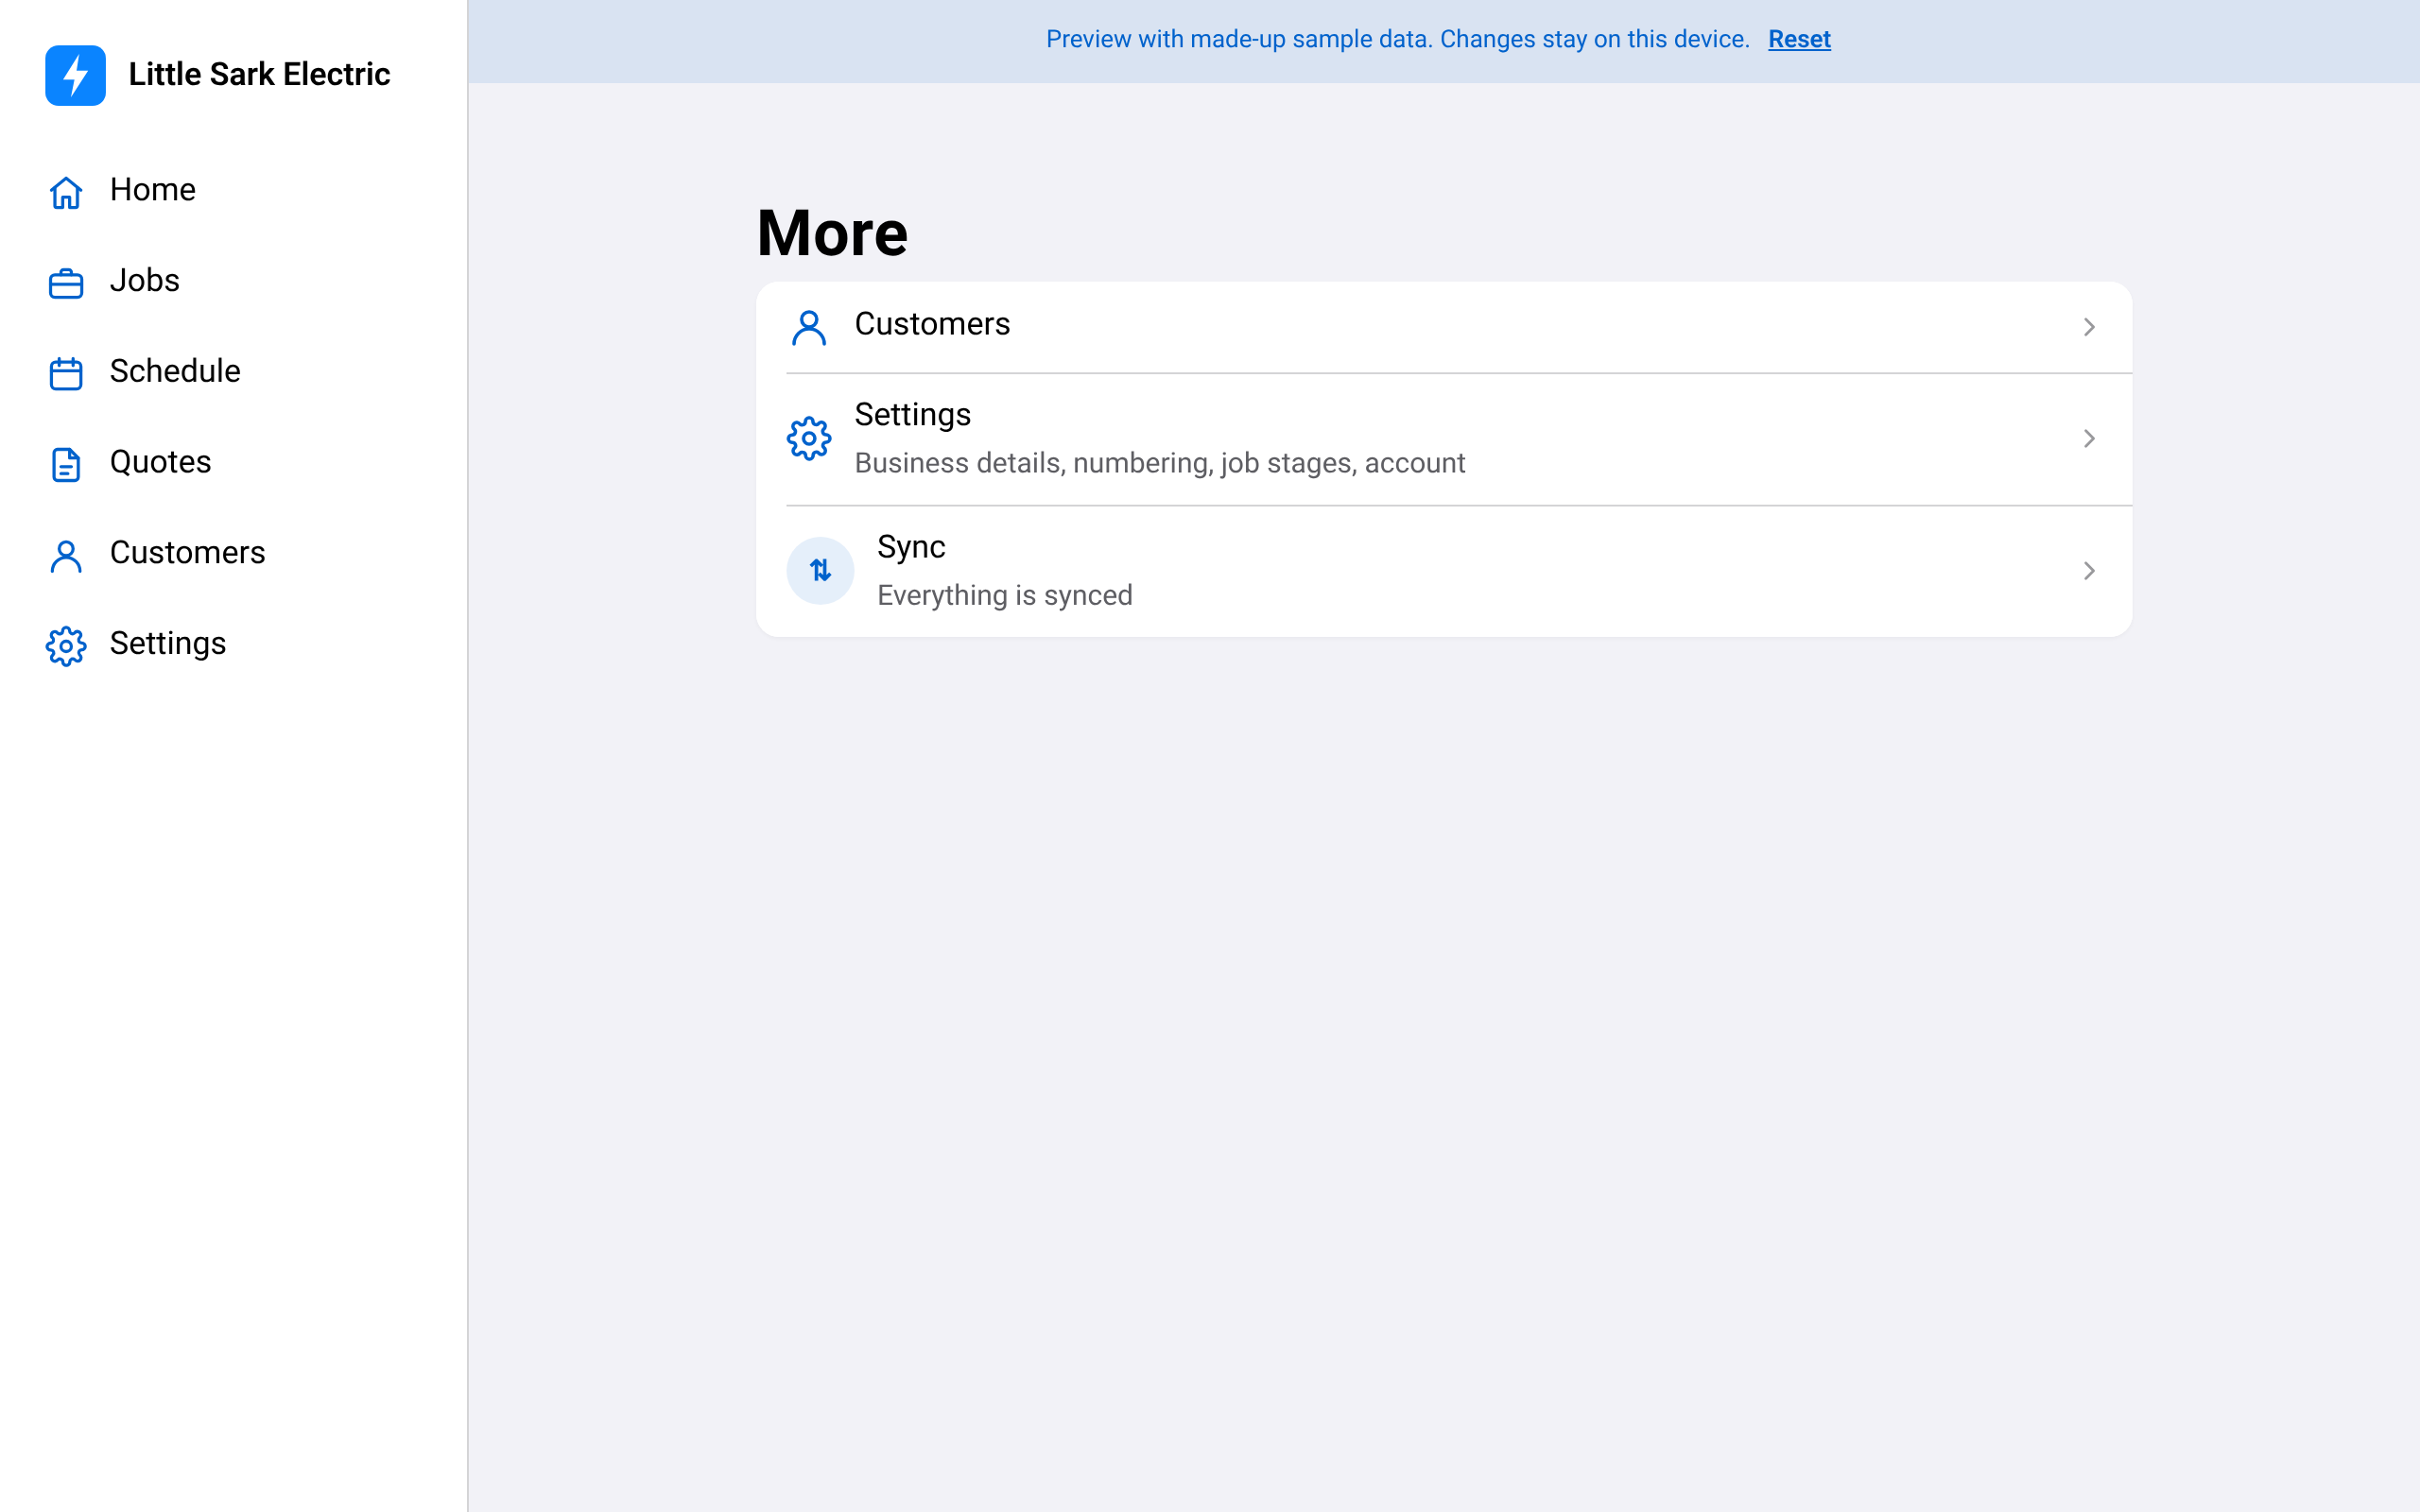 Little Sark Electric
Home
Jobs
Schedule
Quotes
Customers
Settings
Preview with made-up sample data. Changes stay on this device. Reset
More
Customers
Settings
Business details, numbering, job stages, account
Sync
Everything is synced